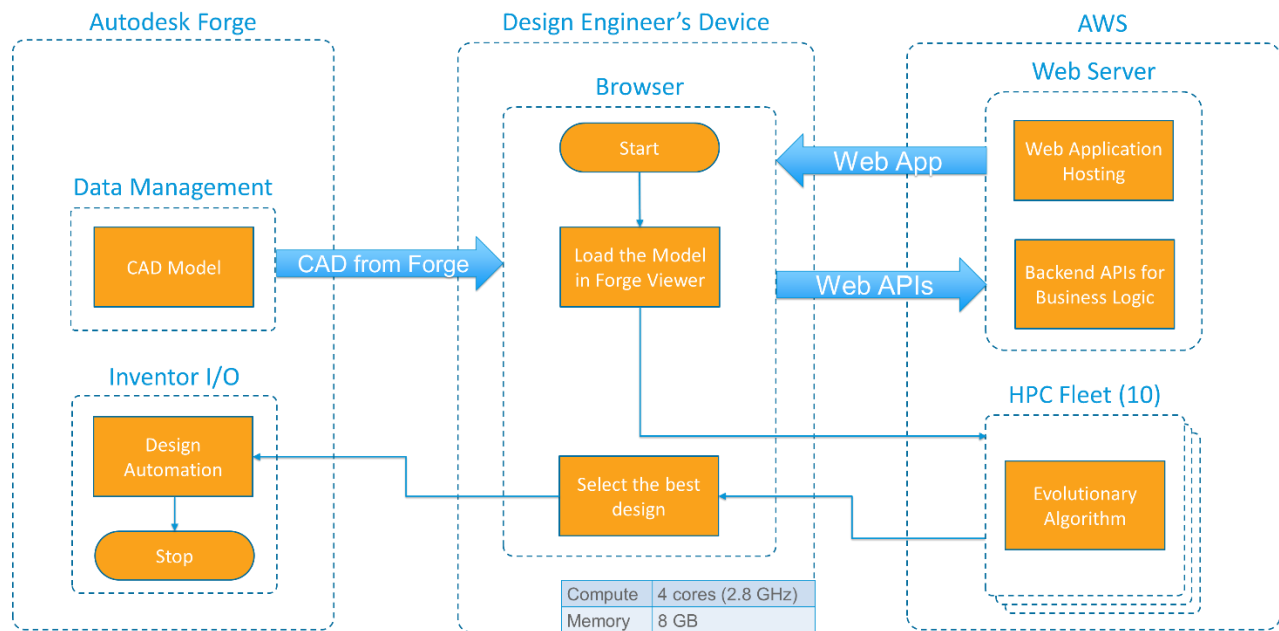 Autodesk Forge
Data Management
CAD Model
Inventor I/O
Design
Automation
Stop
CAD from Forge
Design Engineer’s Device
Browser
Start
Load the Model
in Forge Viewer
Select the best
design
Compute 4 cores (2.8 GHz)
Memory 8 GB
Web App
Web APIs
AWS
Web Server
Web Application
Hosting
Backend APIs for
Business Logic
HPC Fleet (10)
Evolutionary
Algorithm